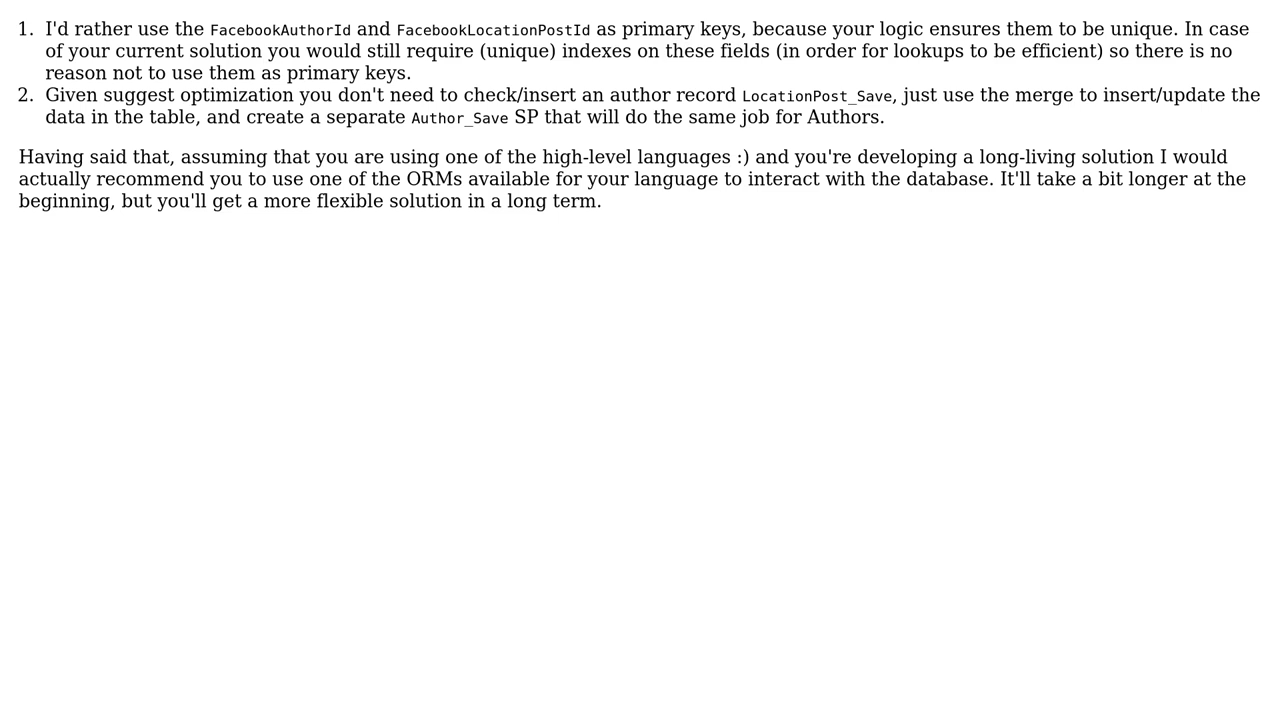 1. I'd rather use the FacebookAuthorId and FacebookLocationPostId as primary keys, because your logic ensures them to be unique. In case
of your current solution you would still require (unique) indexes on these fields (in order for lookups to be efficient) so there is no
reason not to use them as primary keys.
2. Given suggest optimization you don't need to check/insert an author record LocationPost_Save, just use the merge to insert/update the
data in the table, and create a separate Author_Save SP that will do the same job for Authors.
Having said that, assuming that you are using one of the high-level languages :) and you're developing a long-living solution I would
actually recommend you to use one of the ORMs available for your language to interact with the database. It'll take a bit longer at the
beginning, but you'll get a more flexible solution in a long term.